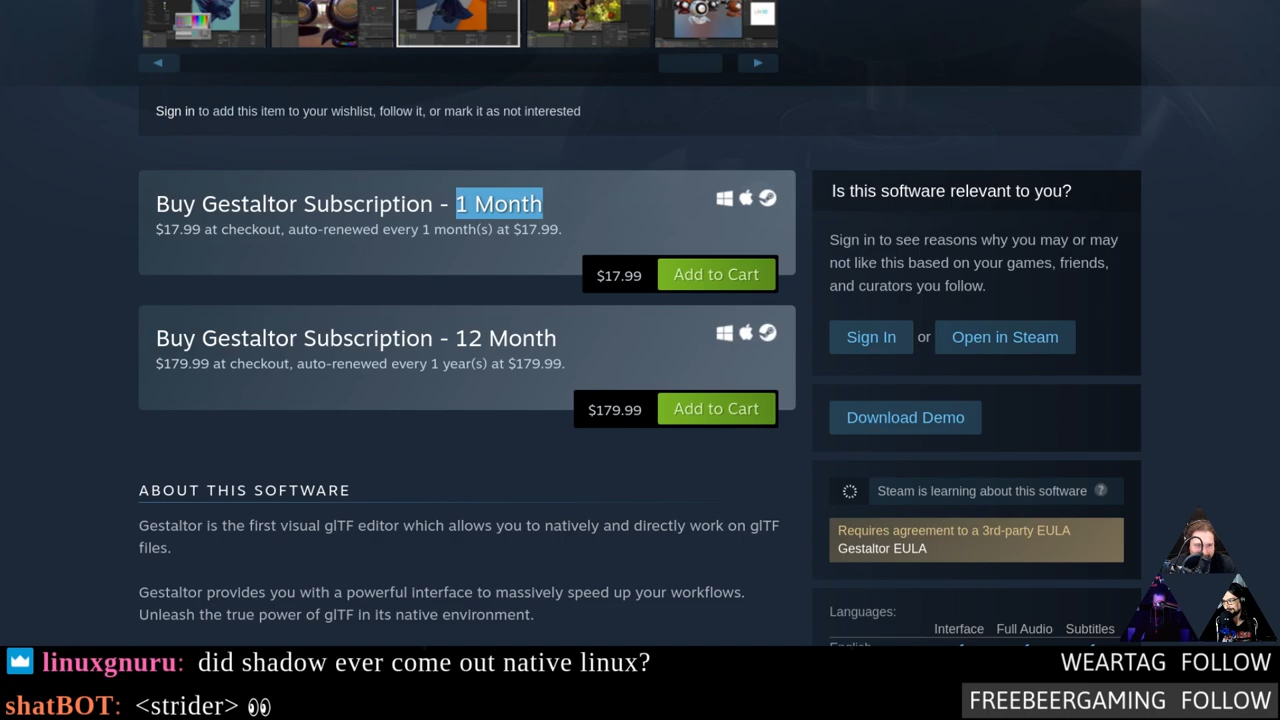 Sign in to add this item to your wishlist, follow it, or mark it as not interested
Buy Gestaltor Subscription - 1 Month
$17.99 at checkout, auto-renewed every 1 month(s) at $17.99.
$17.99 Add to Cart
Buy Gestaltor Subscription - 12 Month
$179.99 at checkout, auto-renewed every 1 year(s) at $179.99.
$179.99 Add to Cart
ABOUT THIS SOFTWARE
Gestaltor is the first visual glTF editor which allows you to natively and directly work on glTF
files.
Gestaltor provides you with a powerful interface to massively speed up your workflows.
Unleash the true power of glTF in its native environment.
Is this software relevant to you?
Sign in to see reasons why you may or may
not like this based on your games, friends,
and curators you follow.
Sign In or Open in Steam
Download Demo
Steam is learning about this software ?
Requires agreement to a 3rd-party EULA
Gestaltor EULA
Languages:
Interface Full Audio Subtitles
English
linuxgnuru: did shadow ever come out native linux?
shatBOT: <strider> 👀
WEARTAG FOLLOW
FREEBEERGAMING FOLLOW